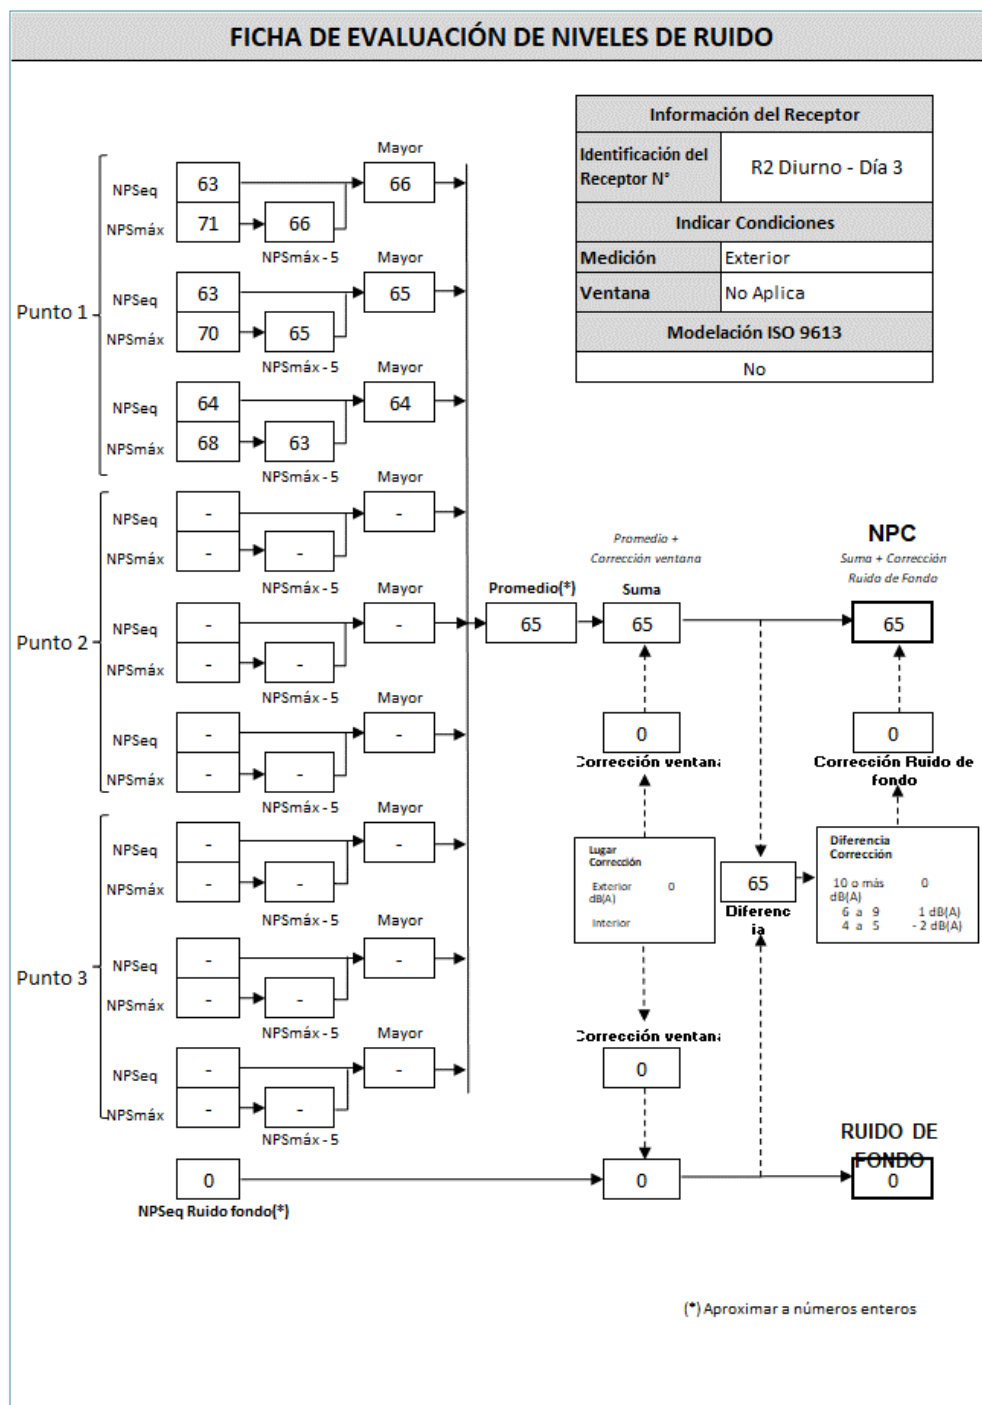 FICHA DE EVALUACIÓN DE NIVELES DE RUIDO
Información del Receptor
Identificación del
Receptor N°
R2 Diurno - Día 3
Indicar Condiciones
Medición
Exterior
Ventana
No Aplica
Modelación ISO 9613
No
Punto 1
Mayor
NPSeq
63
66
NPSmáx
71
66
NPSmáx - 5
Mayor
NPSeq
63
65
NPSmáx
70
65
NPSmáx - 5
Mayor
NPSeq
64
64
NPSmáx
68
63
NPSmáx - 5
Punto 2
Mayor
NPSeq
-
-
NPSmáx
-
-
NPSmáx - 5
Mayor
NPSeq
-
-
NPSmáx
-
-
NPSmáx - 5
Mayor
NPSeq
-
-
NPSmáx
-
-
NPSmáx - 5
Punto 3
Mayor
NPSeq
-
-
NPSmáx
-
-
NPSmáx - 5
Mayor
NPSeq
-
-
NPSmáx
-
-
NPSmáx - 5
Mayor
NPSeq
-
-
NPSmáx
-
-
NPSmáx - 5
Promedio(*)
65
Promedio +
Corrección ventana
Suma
65
NPC
Suma + Corrección
Ruido de Fondo
65
0
Corrección ventana
0
Corrección Ruido de
fondo
Lugar
Corrección
Exterior 0
dB(A)
Interior
65
Diferenc
ia
Diferencia
Corrección
10 o más 0
dB(A)
6 a 9 1 dB(A)
4 a 5 - 2 dB(A)
Corrección ventana
0
0
NPSeq Ruido fondo(*)
0
RUIDO DE
FONDO
0
(*) Aproximar a números enteros